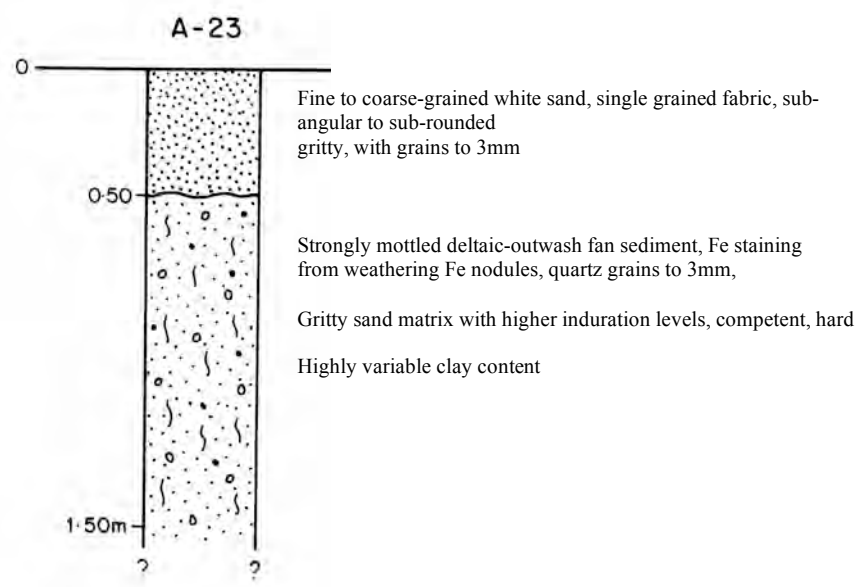 A-23
0
Fine to coarse-grained white sand, single grained fabric, sub-
angular to sub-rounded
gritty, with grains to 3mm
0·50
Strongly mottled deltaic-outwash fan sediment, Fe staining
from weathering Fe nodules, quartz grains to 3mm,
Gritty sand matrix with higher induration levels, competent, hard
Highly variable clay content
1·50m
? ?